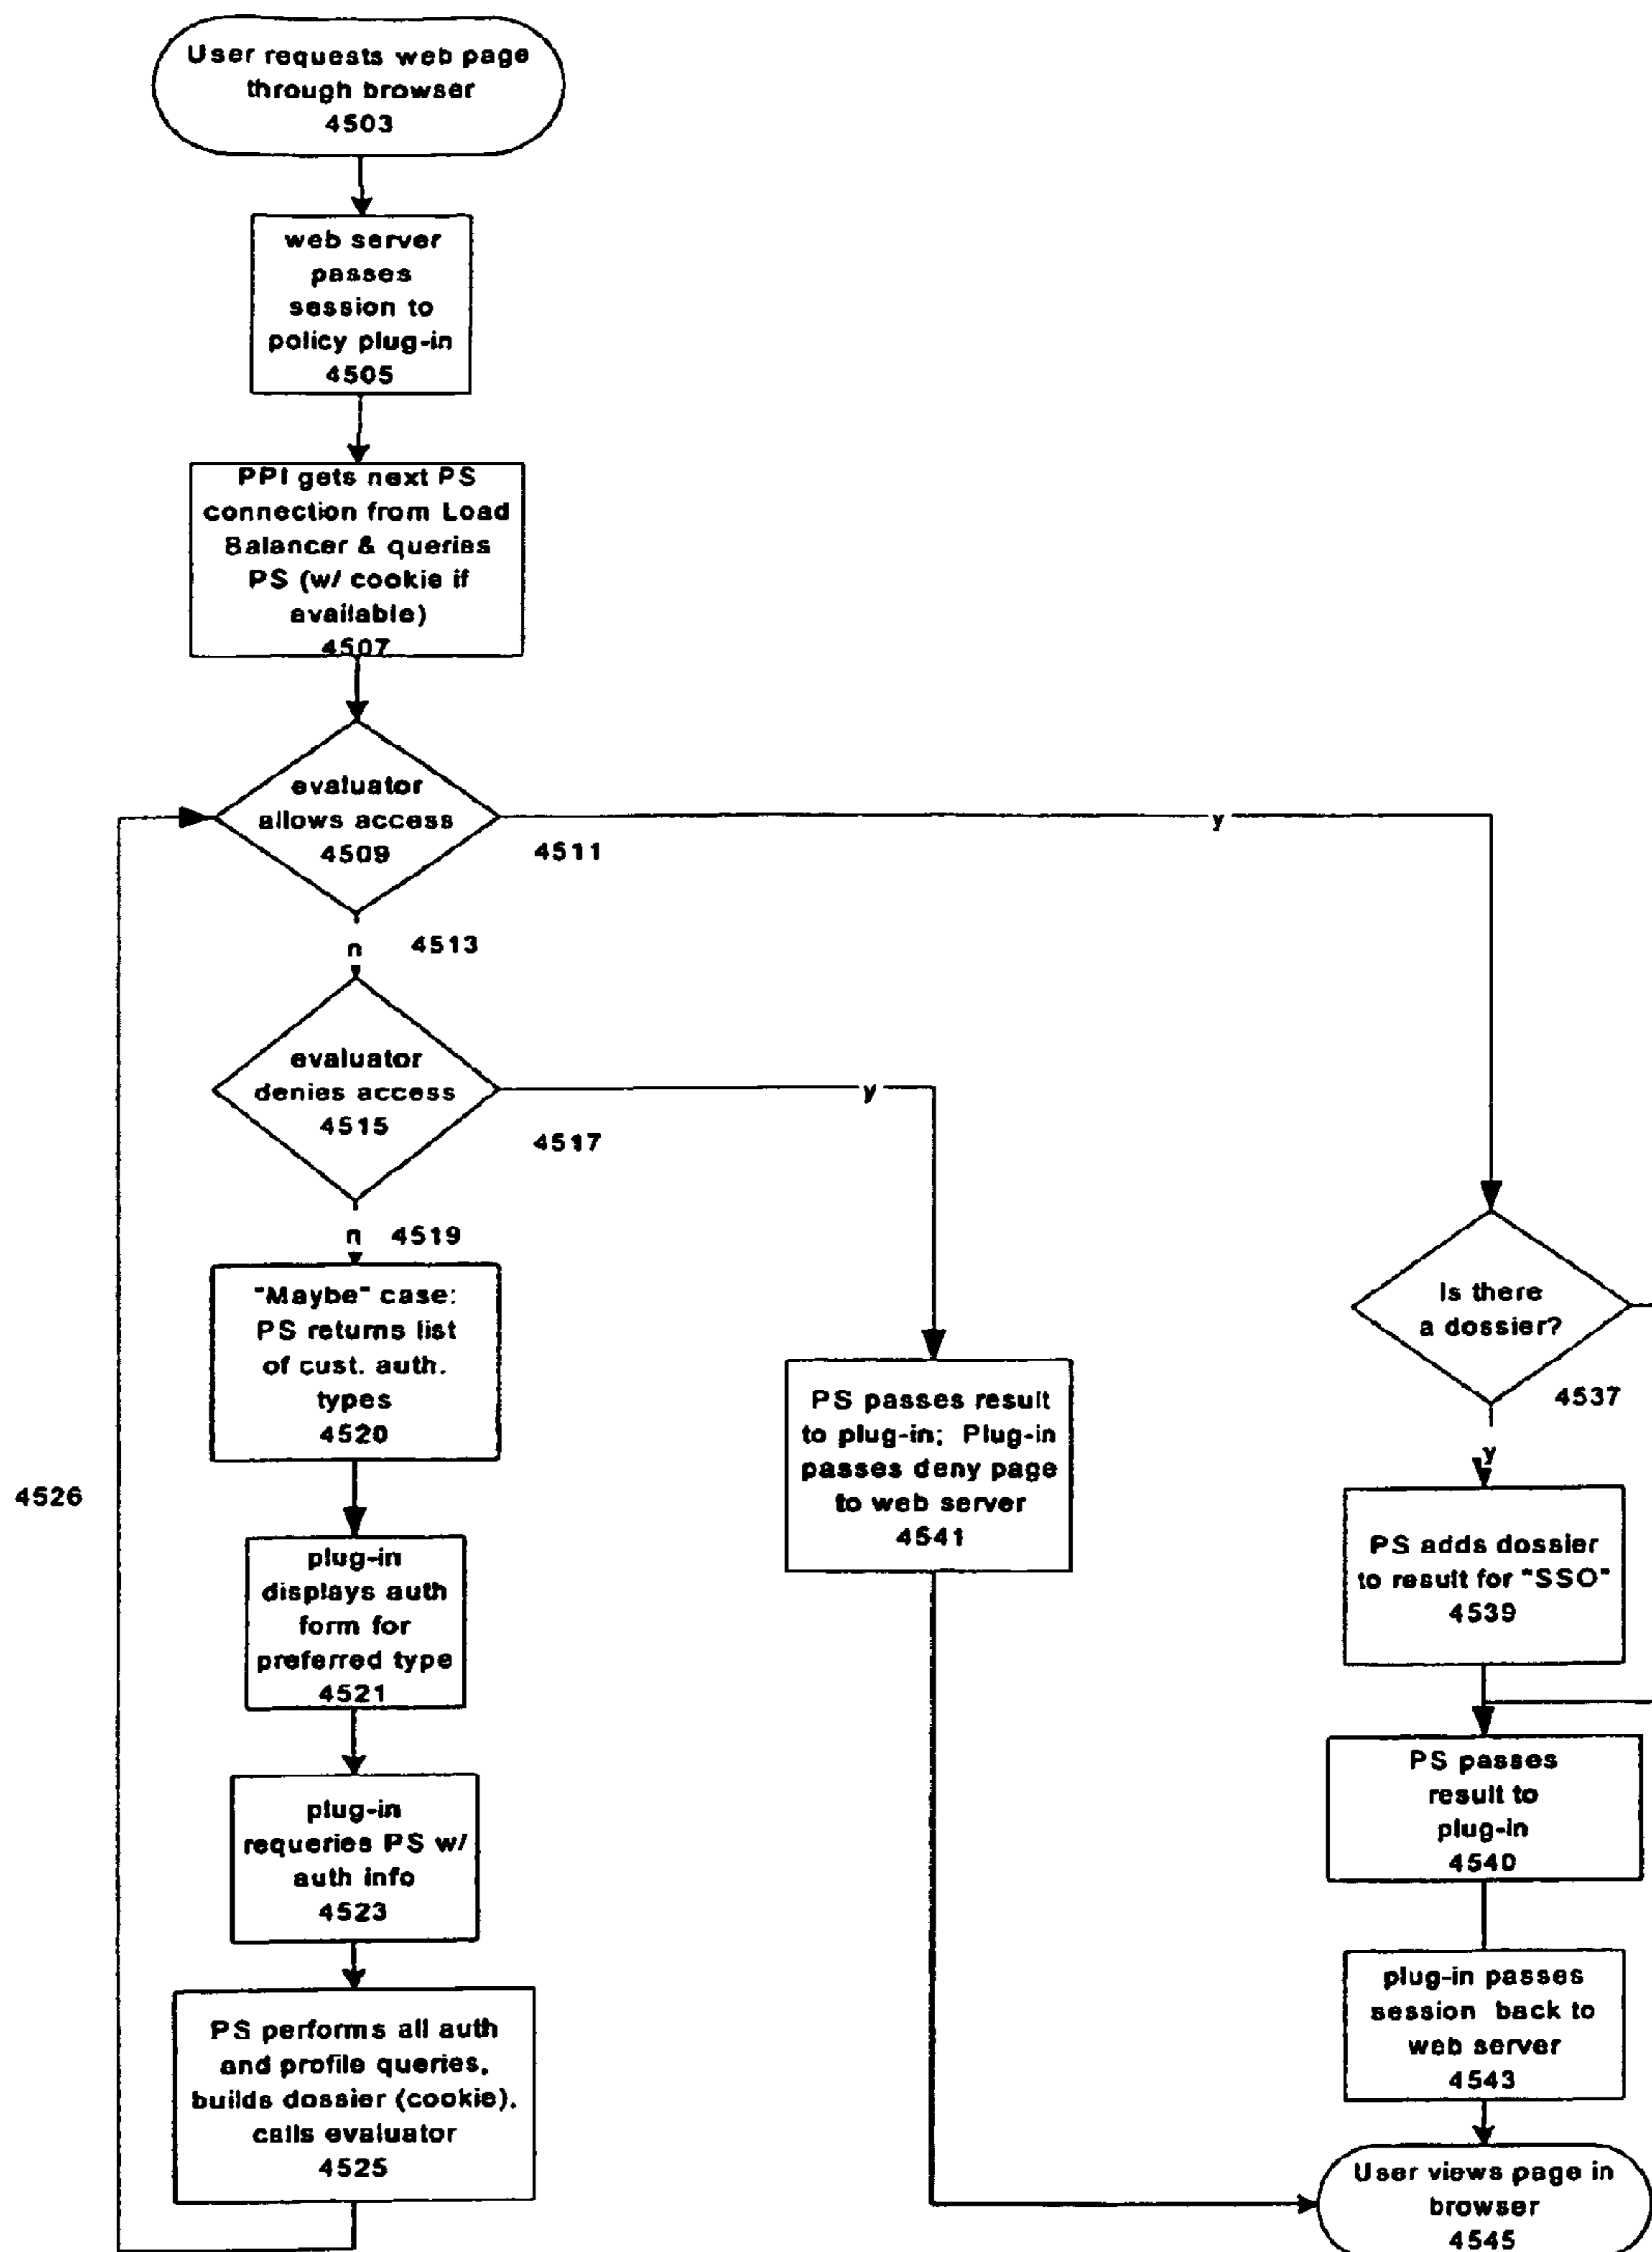 User requests web page
through browser
4503
web server
passes
session to
policy plug-in
4505
PPI gets next PS
connection from Load
Balancer & queries
PS (w/ cookie if
available)
4507
evaluator
allows access
4509
4511
y
n
4513
evaluator
denies access
4515
4517
y
n
4519
"Maybe" case:
PS returns list
of cust. auth.
types
4520
plug-in
displays auth
form for
preferred type
4521
plug-in
requeries PS w/
auth info
4523
PS performs all auth
and profile queries,
builds dossier (cookie),
calls evaluator
4525
4526
PS passes result
to plug-in; Plug-in
passes deny page
to web server
4541
Is there
a dossier?
4537
y
PS adds dossier
to result for "SSO"
4539
PS passes
result to
plug-in
4540
plug-in passes
session back to
web server
4543
User views page in
browser
4545